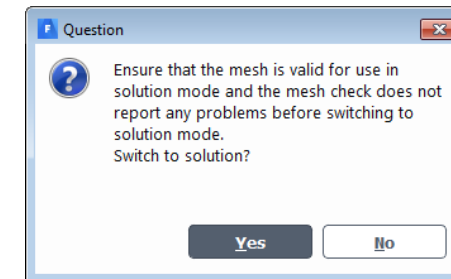 Question
Ensure that the mesh is valid for use in
solution mode and the mesh check does not
report any problems before switching to
solution mode.
Switch to solution?
Yes
No